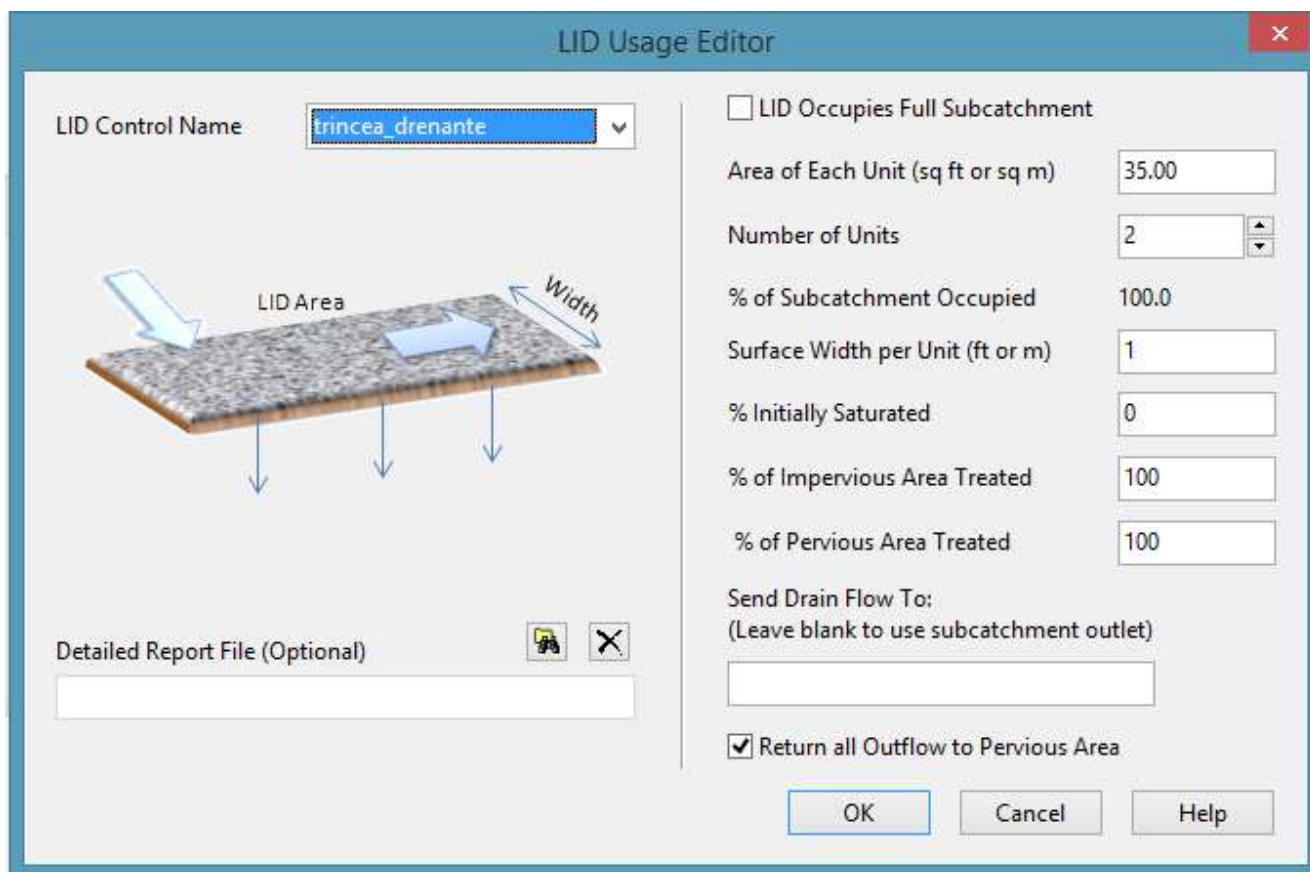 LID Usage Editor
LID Control Name
trincea_drenante
LID Area
Width
Detailed Report File (Optional)
LID Occupies Full Subcatchment
Area of Each Unit (sq ft or sq m) 35.00
Number of Units 2
% of Subcatchment Occupied 100.0
Surface Width per Unit (ft or m) 1
% Initially Saturated 0
% of Impervious Area Treated 100
% of Pervious Area Treated 100
Send Drain Flow To:
(Leave blank to use subcatchment outlet)
Return all Outflow to Pervious Area
OK Cancel Help